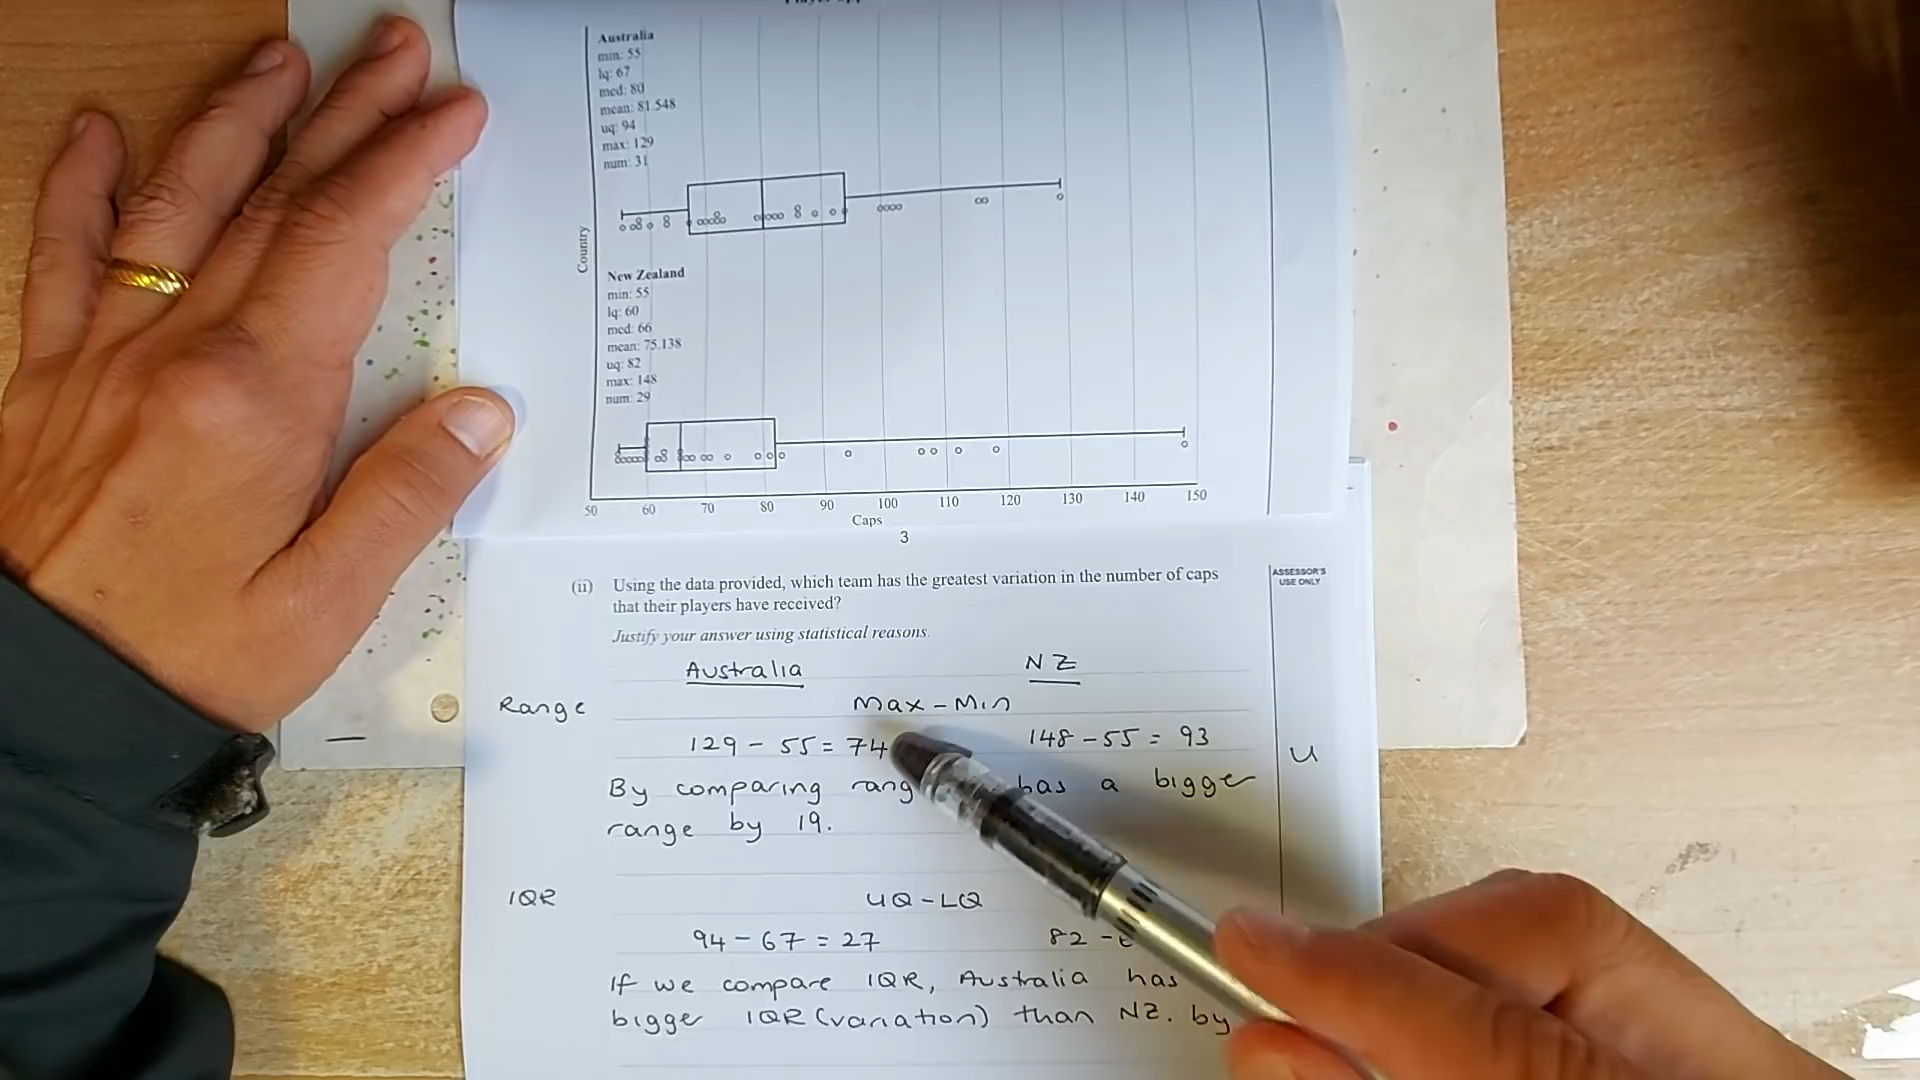 Australia
min: 55
lq: 67
med: 80
mean: 81.548
uq: 94
max: 129
num: 31
Country
New Zealand
min: 55
lq: 60
med: 66
mean: 75.138
uq: 82
max: 148
num: 29
50 60 70 80 90 100 110 120 130 140 150
Caps
3
(ii) Using the data provided, which team has the greatest variation in the number of caps
that their players have received?
ASSESSOR'S
USE ONLY
Justify your answer using statistical reasons.
Australia NZ
Range Max - Min
129 - 55 = 74 148 - 55 = 93
U
By comparing has a bigger
range by 19.
IQR UQ - LQ
94 - 67 = 27 82 -
If we compare IQR, Australia has
bigger IQR (variation) than NZ. by